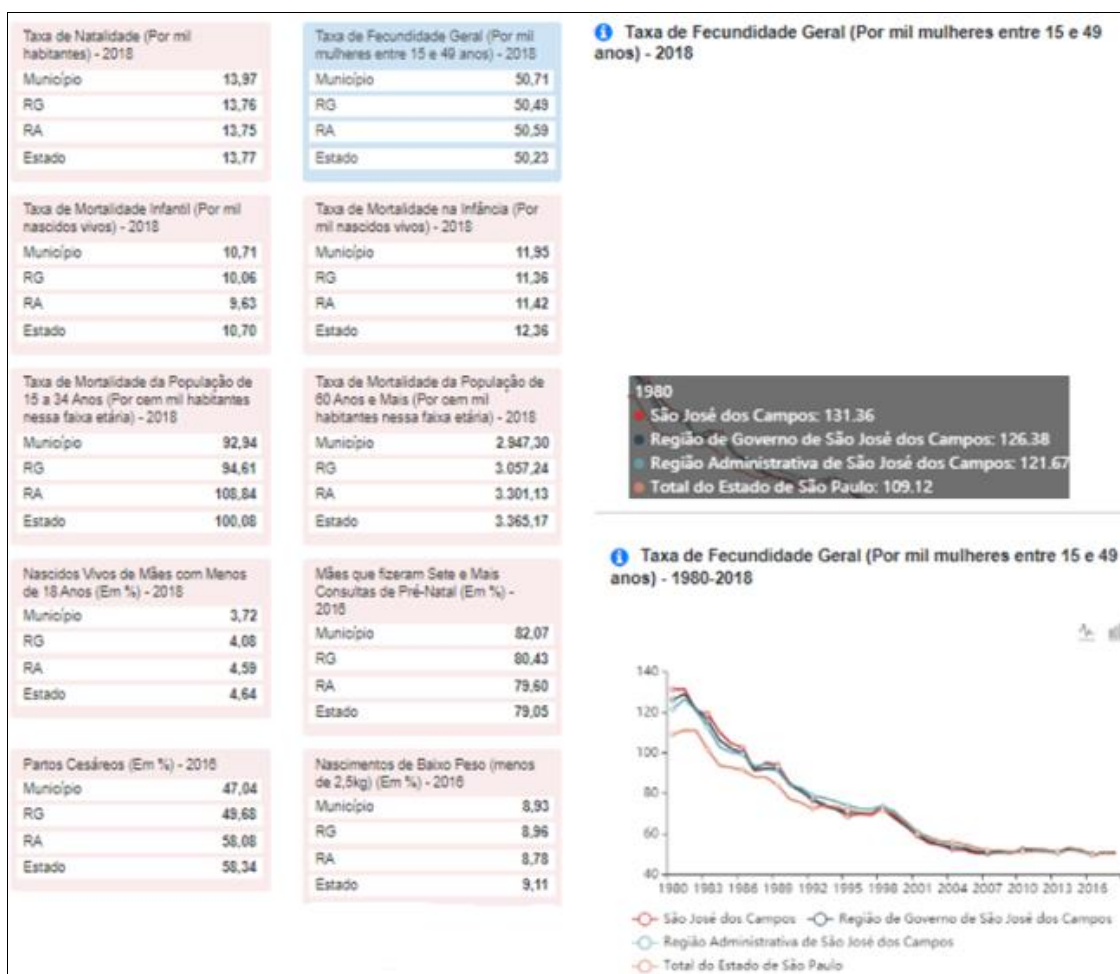 Taxa de Natalidade (Por mil
habitantes) - 2018
Município 13,97
RG 13,76
RA 13,75
Estado 13,77
Taxa de Fecundidade Geral (Por mil
mulheres entre 15 e 49 anos) - 2018
Município 50,71
RG 50,49
RA 50,59
Estado 50,23
Taxa de Mortalidade Infantil (Por mil
nascidos vivos) - 2018
Município 10,71
RG 10,06
RA 9,63
Estado 10,70
Taxa de Mortalidade na Infância (Por
mil nascidos vivos) - 2018
Município 11,95
RG 11,36
RA 11,42
Estado 12,36
Taxa de Mortalidade da População de
15 a 34 Anos (Por cem mil habitantes
nessa faixa etária) - 2018
Município 92,94
RG 94,61
RA 108,84
Estado 100,08
Taxa de Mortalidade da População de
60 Anos e Mais (Por cem mil
habitantes nessa faixa etária) - 2018
Município 2.947,30
RG 3.057,24
RA 3.301,13
Estado 3.365,17
Nascidos Vivos de Mães com Menos
de 18 Anos (Em %) - 2018
Município 3,72
RG 4,08
RA 4,59
Estado 4,64
Mães que fizeram Sete e Mais
Consultas de Pré-Natal (Em %) -
2016
Município 82,07
RG 80,43
RA 79,60
Estado 79,05
Partos Cesáreos (Em %) - 2016
Município 47,04
RG 49,68
RA 58,08
Estado 58,34
Nascimentos de Baixo Peso (menos
de 2,5kg) (Em %) - 2016
Município 8,93
RG 8,96
RA 8,78
Estado 9,11
Taxa de Fecundidade Geral (Por mil mulheres entre 15 e 49
anos) - 2018
1980
São José dos Campos: 131.36
Região de Governo de São José dos Campos: 126.38
Região Administrativa de São José dos Campos: 121.67
Total do Estado de São Paulo: 109.12
Taxa de Fecundidade Geral (Por mil mulheres entre 15 e 49
anos) - 1980-2018
140
120
100
80
60
40
1980 1983 1986 1989 1992 1995 1998 2001 2004 2007 2010 2013 2016
São José dos Campos Região de Governo de São José dos Campos
Região Administrativa de São José dos Campos
Total do Estado de São Paulo